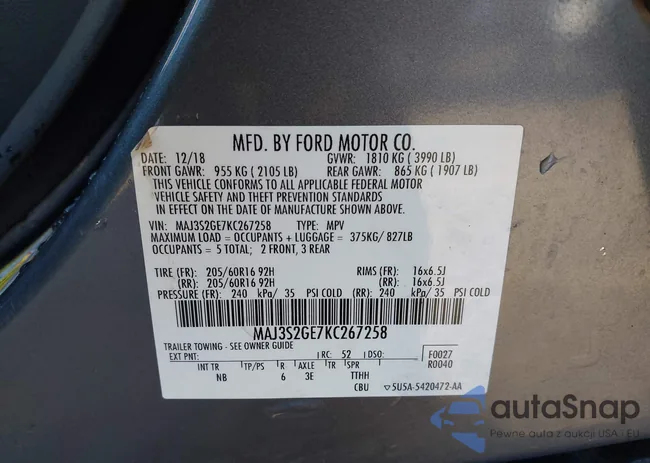 MFD. BY FORD MOTOR CO.
DATE: 12/18 GVWR: 1810 KG ( 3990 LB)
FRONT GAWR: 955 KG ( 2105 LB) REAR GAWR: 865 KG ( 1907 LB)
THIS VEHICLE CONFORMS TO ALL APPLICABLE FEDERAL MOTOR
VEHICLE SAFETY AND THEFT PREVENTION STANDARDS
IN EFFECT ON THE DATE OF MANUFACTURE SHOWN ABOVE.
VIN: MAJ3S2GE7KC267258 TYPE: MPV
MAXIMUM LOAD = OCCUPANTS + LUGGAGE = 375KG/ 827LB
OCCUPANTS = 5 TOTAL; 2 FRONT, 3 REAR
TIRE (FR): 205/60R16 92H RIMS (FR): 16x6.5J
(RR): 205/60R16 92H (RR): 16x6.5J
PRESSURE (FR): 240 kPa/ 35 PSI COLD (RR): 240 kPa/ 35 PSI COLD
MAJ3S2GE7KC267258
TRAILER TOWING - SEE OWNER GUIDE
EXT PNT: RC: 52 DSO: F0027
R0040
INT TR TP/PS R AXLE TR SPR
NB 6 3E TTHH
CBU 5U5A-5420472-AA
autaSnap
Pewne auta z aukcji USA i EU